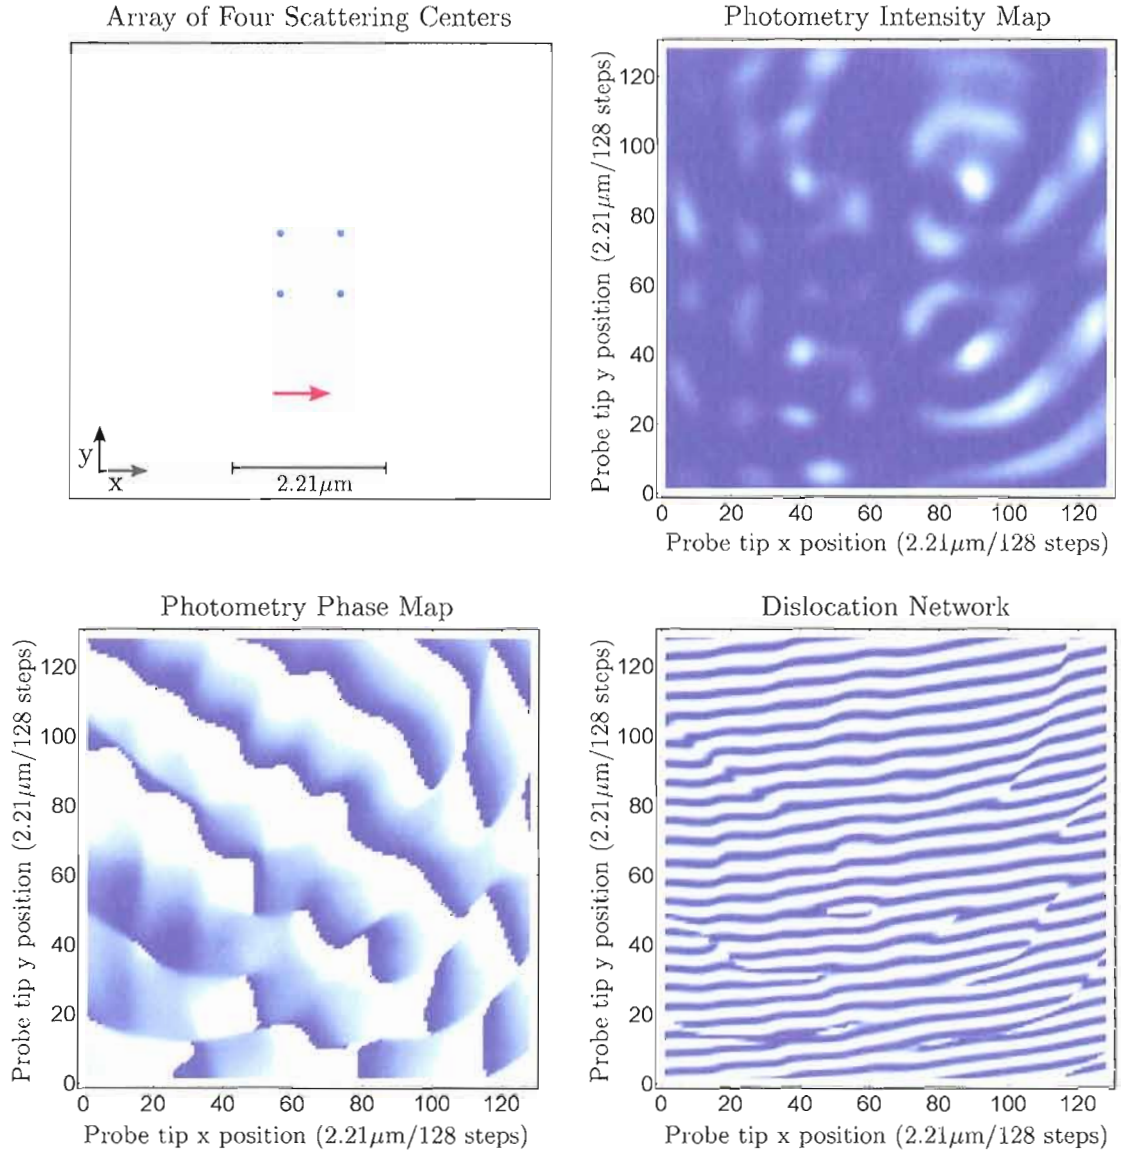 Array of Four Scattering Centers
y
x
2.21μm
Photometry Intensity Map
Probe tip y position (2.21μm/128 steps)
120
100
80
60
40
20
0
0 20 40 60 80 100 120
Probe tip x position (2.21μm/128 steps)
Photometry Phase Map
Probe tip y position (2.21μm/128 steps)
120
100
80
60
40
20
0
0 20 40 60 80 100 120
Probe tip x position (2.21μm/128 steps)
Dislocation Network
Probe tip y position (2.21μm/128 steps)
120
100
80
60
40
20
0
0 20 40 60 80 100 120
Probe tip x position (2.21μm/128 steps)